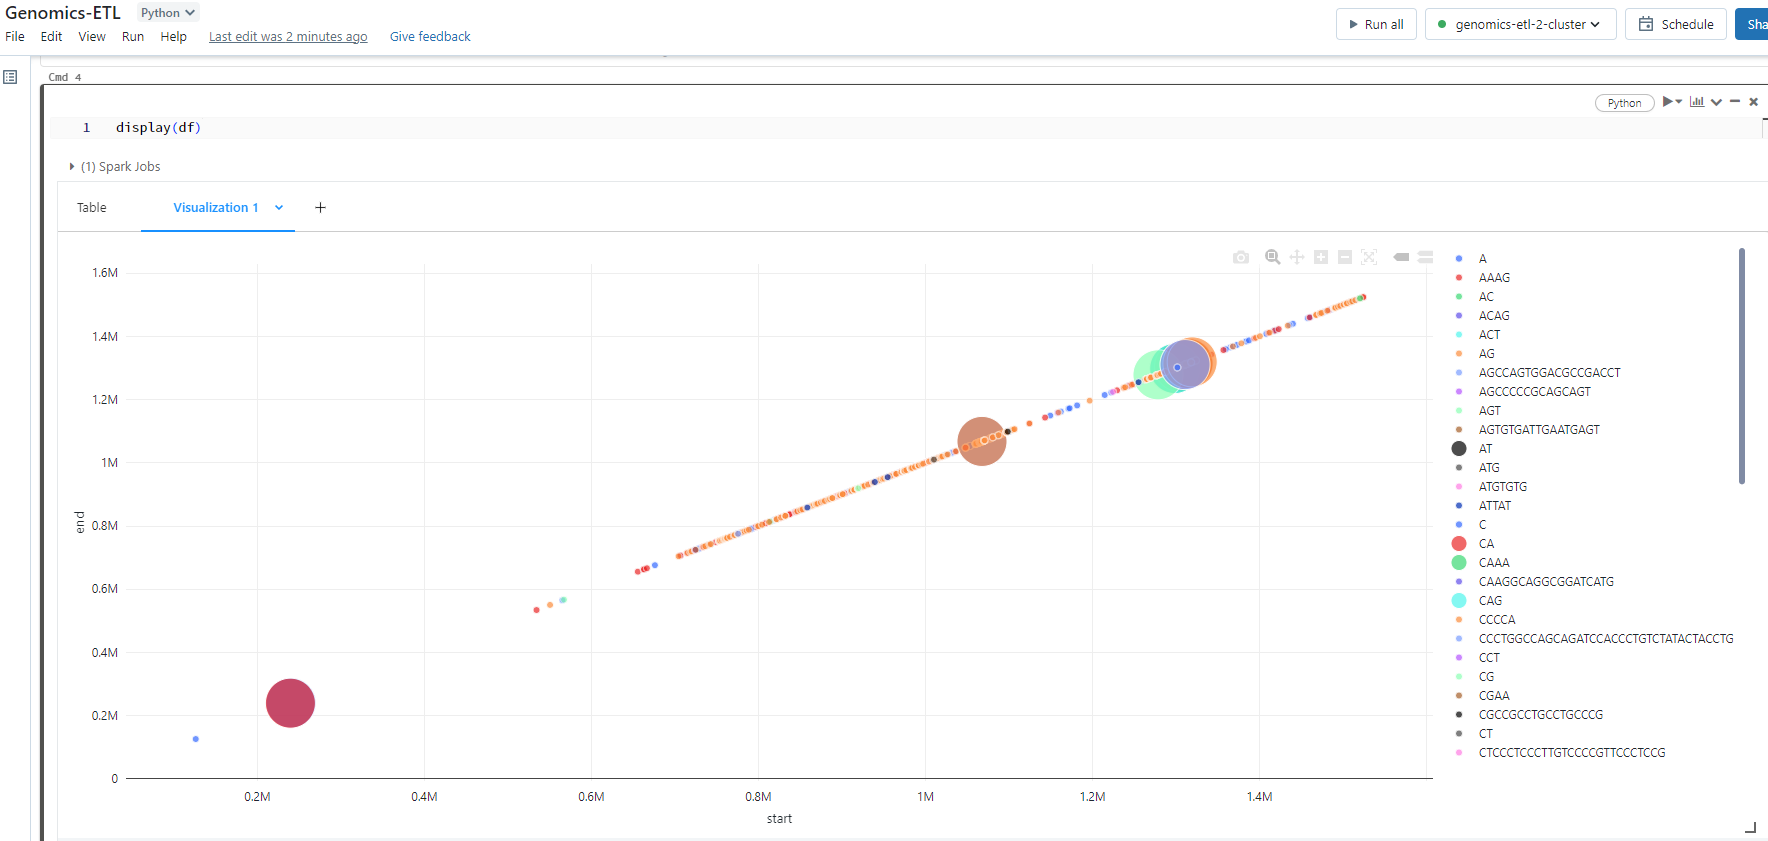 Genomics-ETL Python
File Edit View Run Help Last edit was 2 minutes ago Give feedback
Run all genomics-etl-2-cluster Schedule Sha
Cmd 4
Python
1 display(df)
(1) Spark Jobs
Table Visualization 1 +
1.6M
1.4M
1.2M
1M
0.8M
0.6M
0.4M
0.2M
0
end
0.2M 0.4M 0.6M 0.8M 1M 1.2M 1.4M
start
A
AAAG
AC
ACAG
ACT
AG
AGCCAGTGGACGCCGACCT
AGCCCCCGCAGCAGT
AGT
AGTGTGATTGAATGAGT
AT
ATG
ATGTGTG
ATTAT
C
CA
CAAA
CAAGGCAGGCGGATCATG
CAG
CCCCA
CCCTGGCCAGCAGATCCACCCTGTCTATACTACCTG
CCT
CG
CGAA
CGCCGCCTGCCTGCCCG
CT
CTCCCTCCCTTGTCCCCGTTCCCTCCG